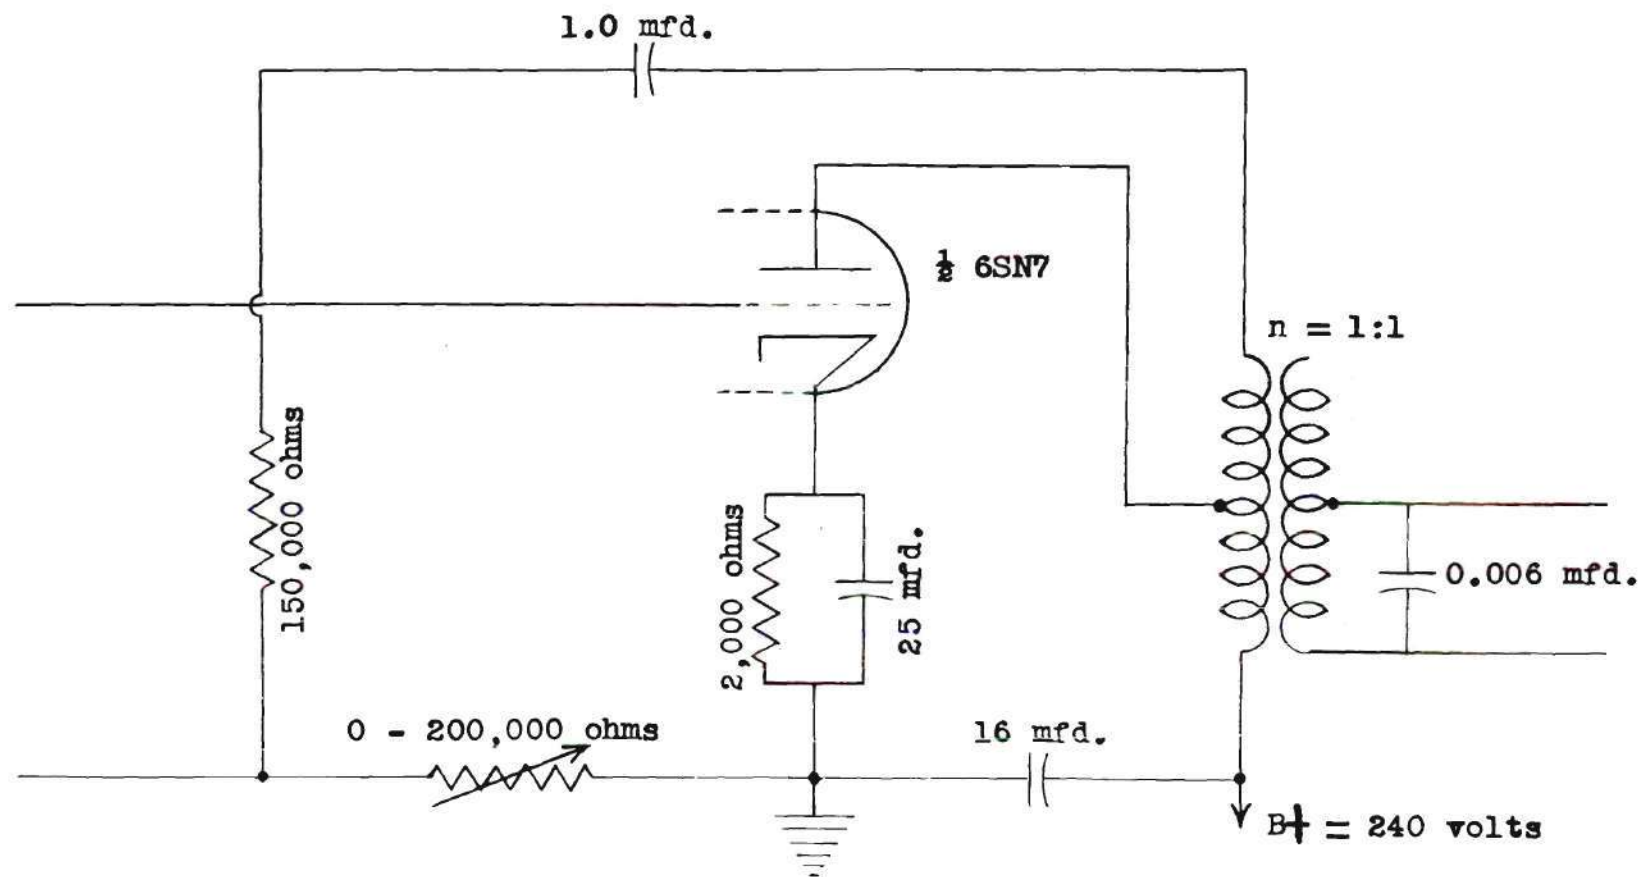 1.0 mfd.
½ 6SN7
n = 1:1
150,000 ohms
2,000 ohms
25 mfd.
0.006 mfd.
0 - 200,000 ohms
16 mfd.
B+ = 240 volts